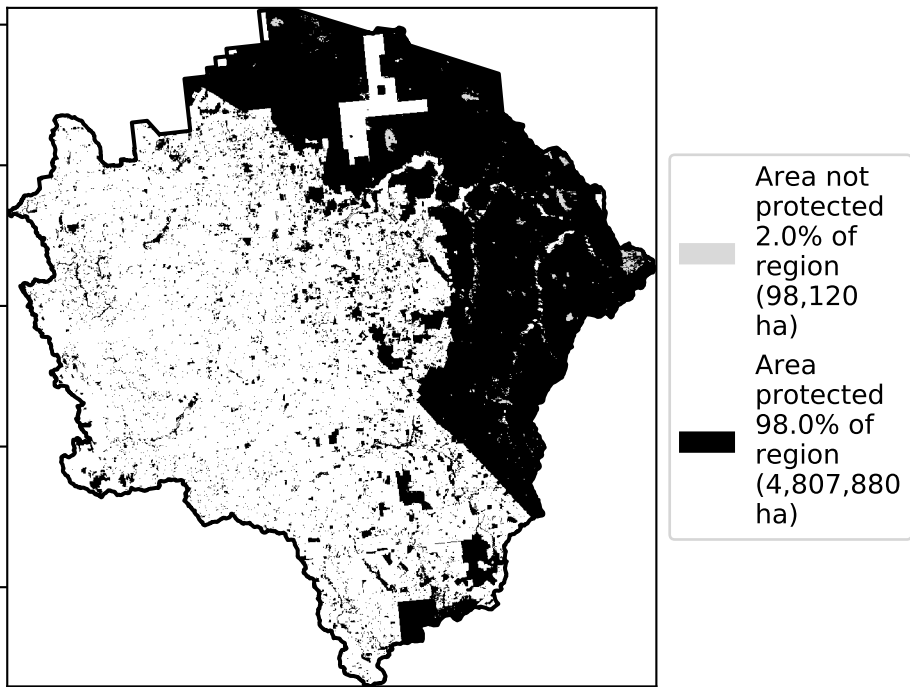 Area not
protected
2.0% of
region
(98,120
ha)
Area
protected
98.0% of
region
(4,807,880
ha)